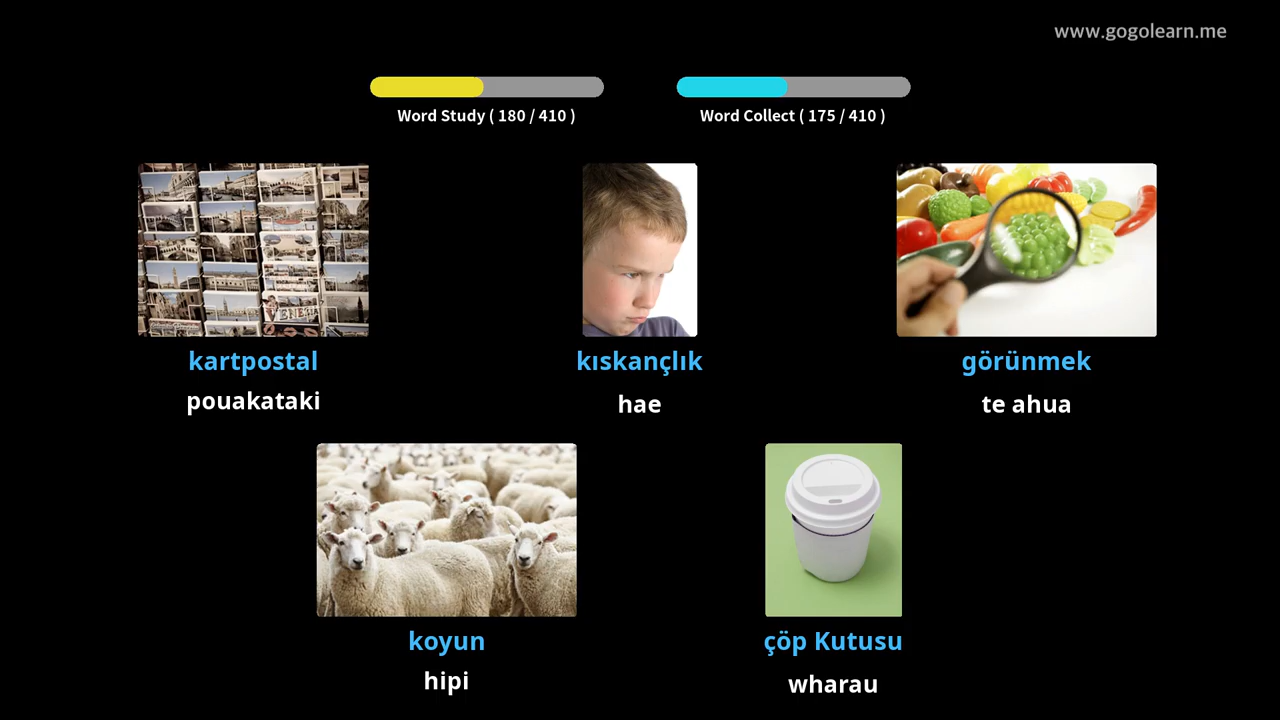 www.gogolearn.me
Word Study ( 180 / 410 )
Word Collect ( 175 / 410 )
kartpostal
pouakataki
kıskançlık
hae
görünmek
te ahua
koyun
hipi
çöp Kutusu
wharau